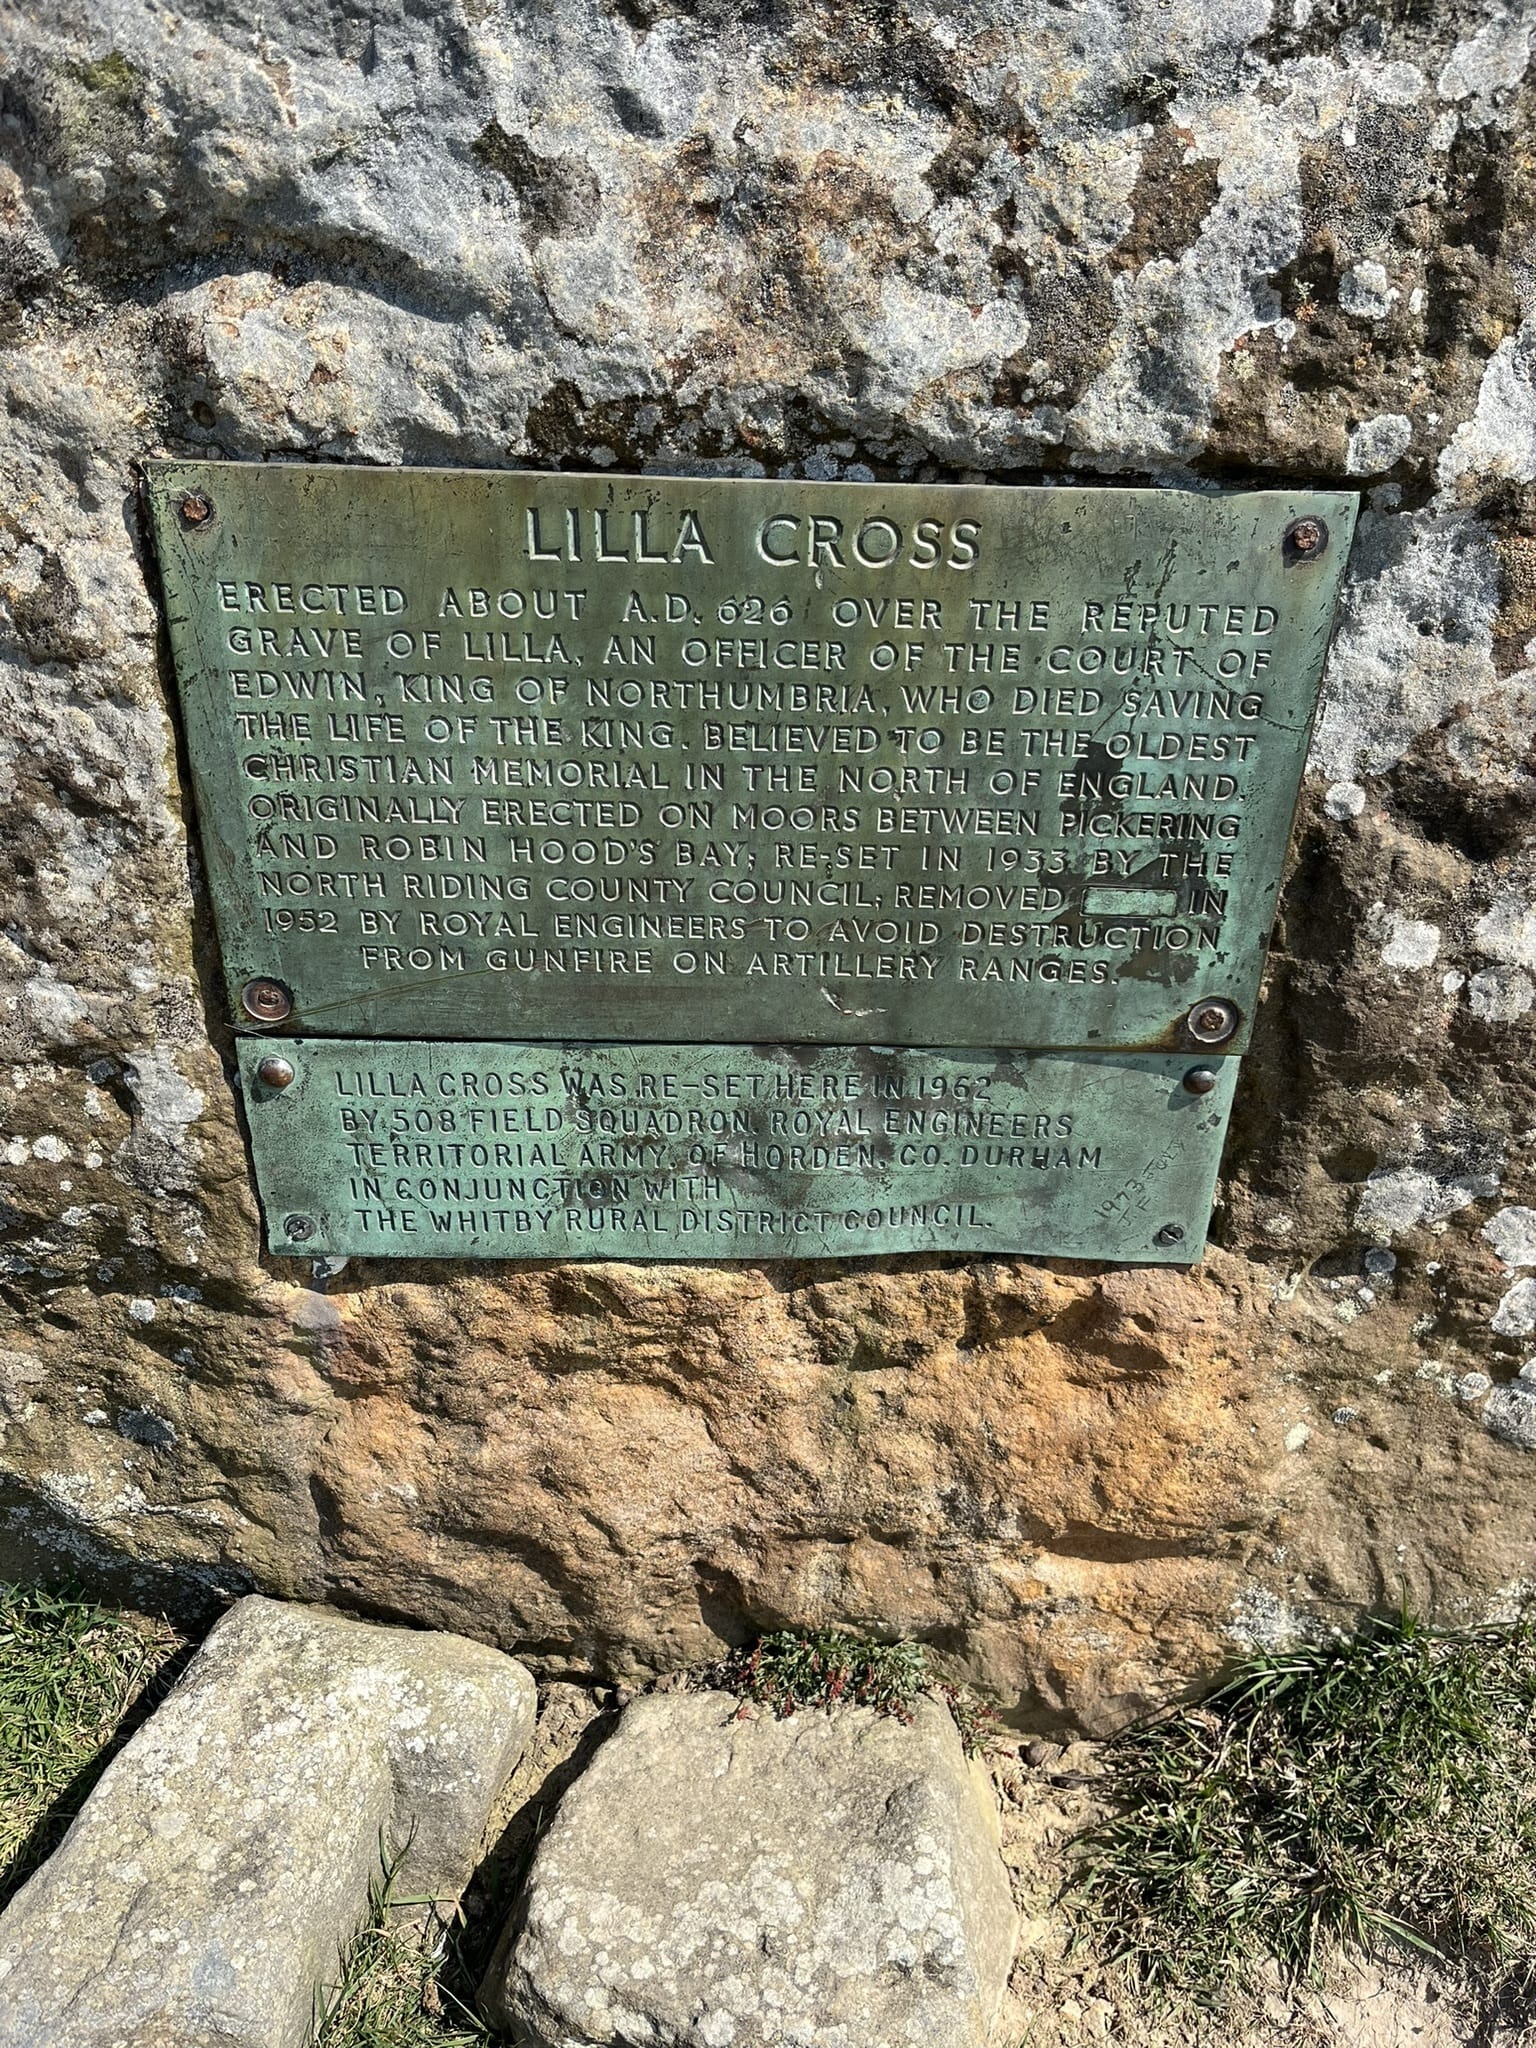 LILLA CROSS
ERECTED ABOUT A.D. 626 OVER THE REPUTED
GRAVE OF LILLA, AN OFFICER OF THE COURT OF
EDWIN, KING OF NORTHUMBRIA, WHO DIED SAVING
THE LIFE OF THE KING. BELIEVED TO BE THE OLDEST
CHRISTIAN MEMORIAL IN THE NORTH OF ENGLAND.
ORIGINALLY ERECTED ON MOORS BETWEEN PICKERING
AND ROBIN HOOD'S BAY; RE-SET IN 1933 BY THE
NORTH RIDING COUNTY COUNCIL; REMOVED IN
1952 BY ROYAL ENGINEERS TO AVOID DESTRUCTION
FROM GUNFIRE ON ARTILLERY RANGES.
LILLA CROSS WAS RE-SET HERE IN 1962
BY 508 FIELD SQUADRON, ROYAL ENGINEERS
TERRITORIAL ARMY, OF HORDEN, CO. DURHAM
IN CONJUNCTION WITH
THE WHITBY RURAL DISTRICT COUNCIL.
1973